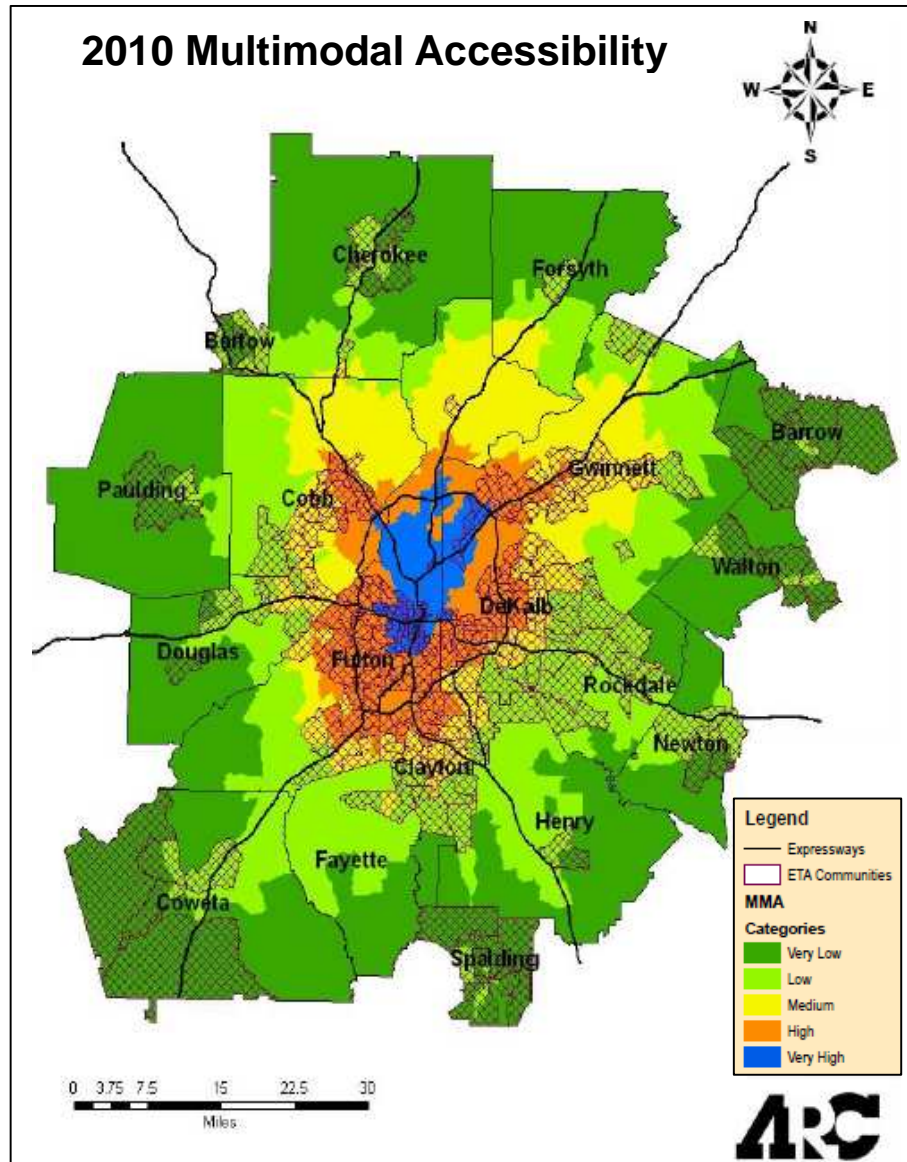 2010 Multimodal Accessibility
N
W E
S
Cherokee
Forsyth
Bartow
Barrow
Gwinnett
Paulding
Cobb
Walton
DeKalb
Douglas
Fulton
Rockdale
Newton
Clayton
Henry
Fayette
Coweta
Spalding
Legend
Expressways
ETA Communities
MMA
Categories
Very Low
Low
Medium
High
Very High
0 3.75 7.5 15 22.5 30
Miles
ARC